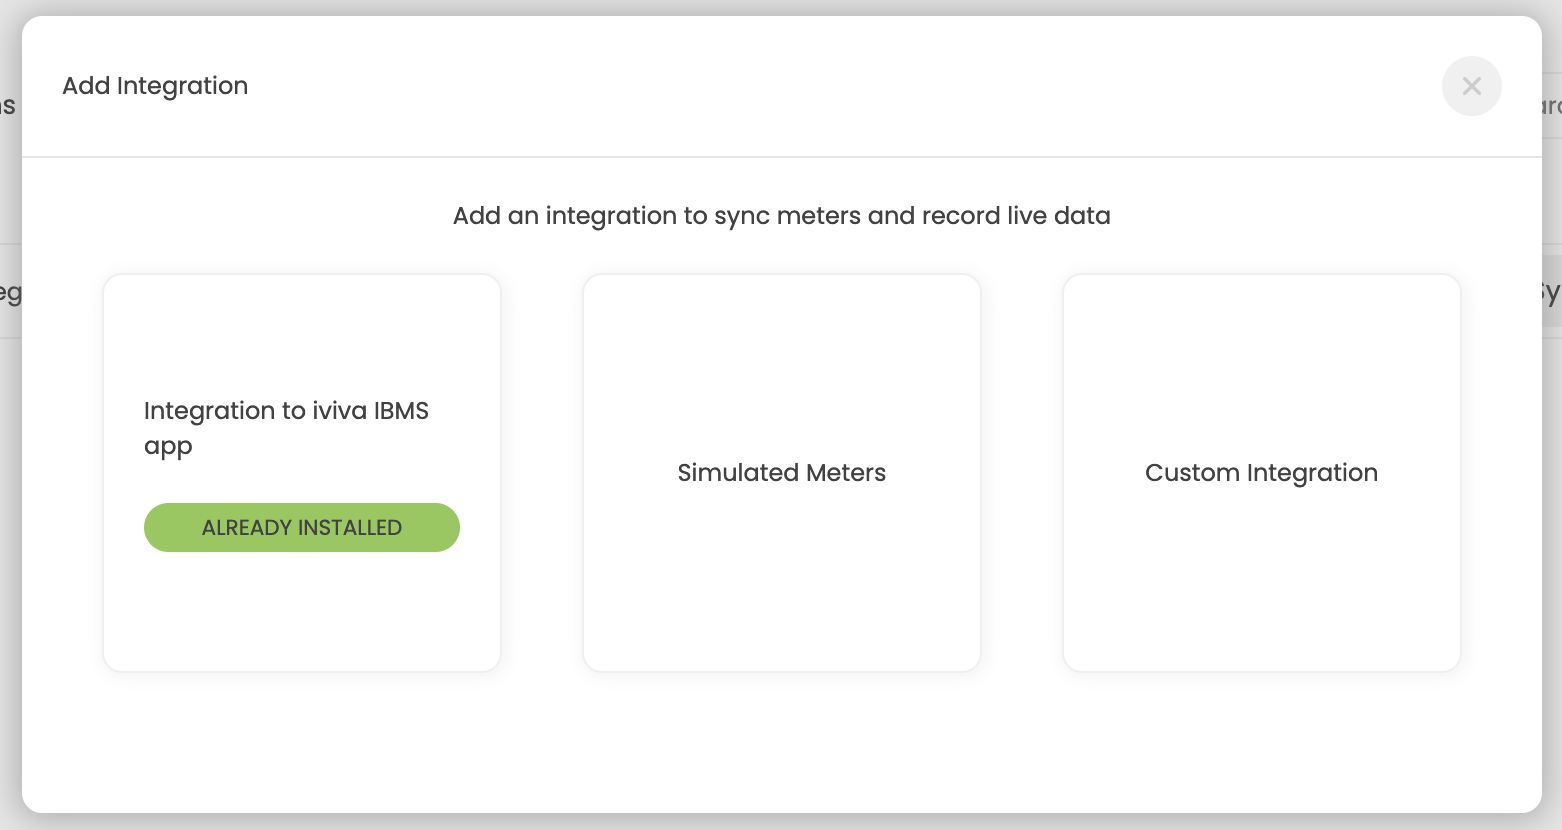 Add Integration
Add an integration to sync meters and record live data
Integration to iviva IBMS
app
ALREADY INSTALLED
Simulated Meters
Custom Integration